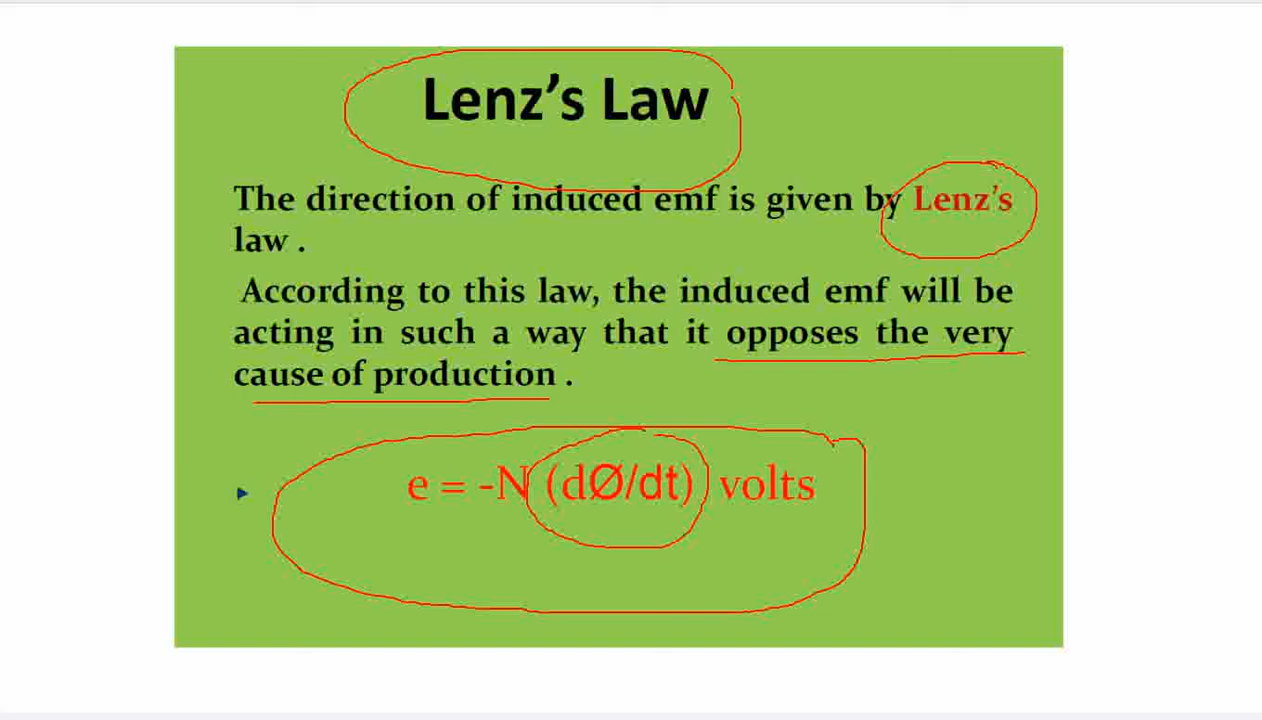 Lenz’s Law
The direction of induced emf is given by Lenz’s
law .
According to this law, the induced emf will be
acting in such a way that it opposes the very
cause of production .
e = -N (dØ/dt) volts